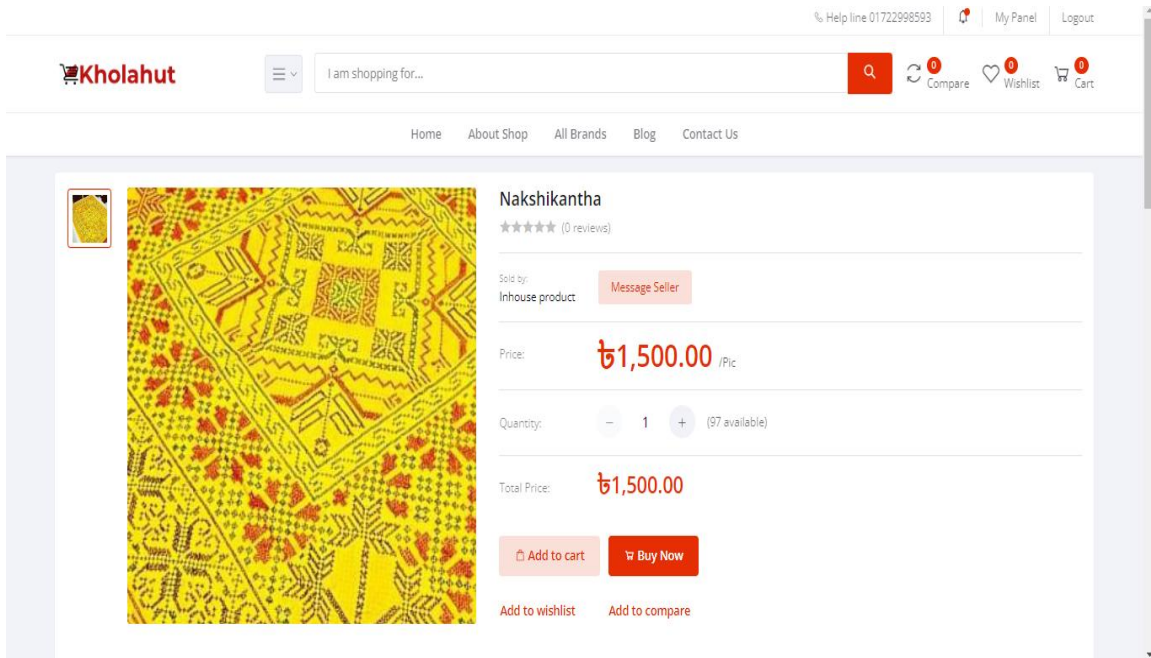 Help line 01722998593
My Panel
Logout
Kholahut
I am shopping for...
0
Compare
0
Wishlist
0
Cart
Home About Shop All Brands Blog Contact Us
Nakshikantha
(0 reviews)
Sold by:
Inhouse product
Message Seller
Price: ৳1,500.00 /Pic
Quantity: − 1 + (97 available)
Total Price: ৳1,500.00
Add to cart Buy Now
Add to wishlist Add to compare